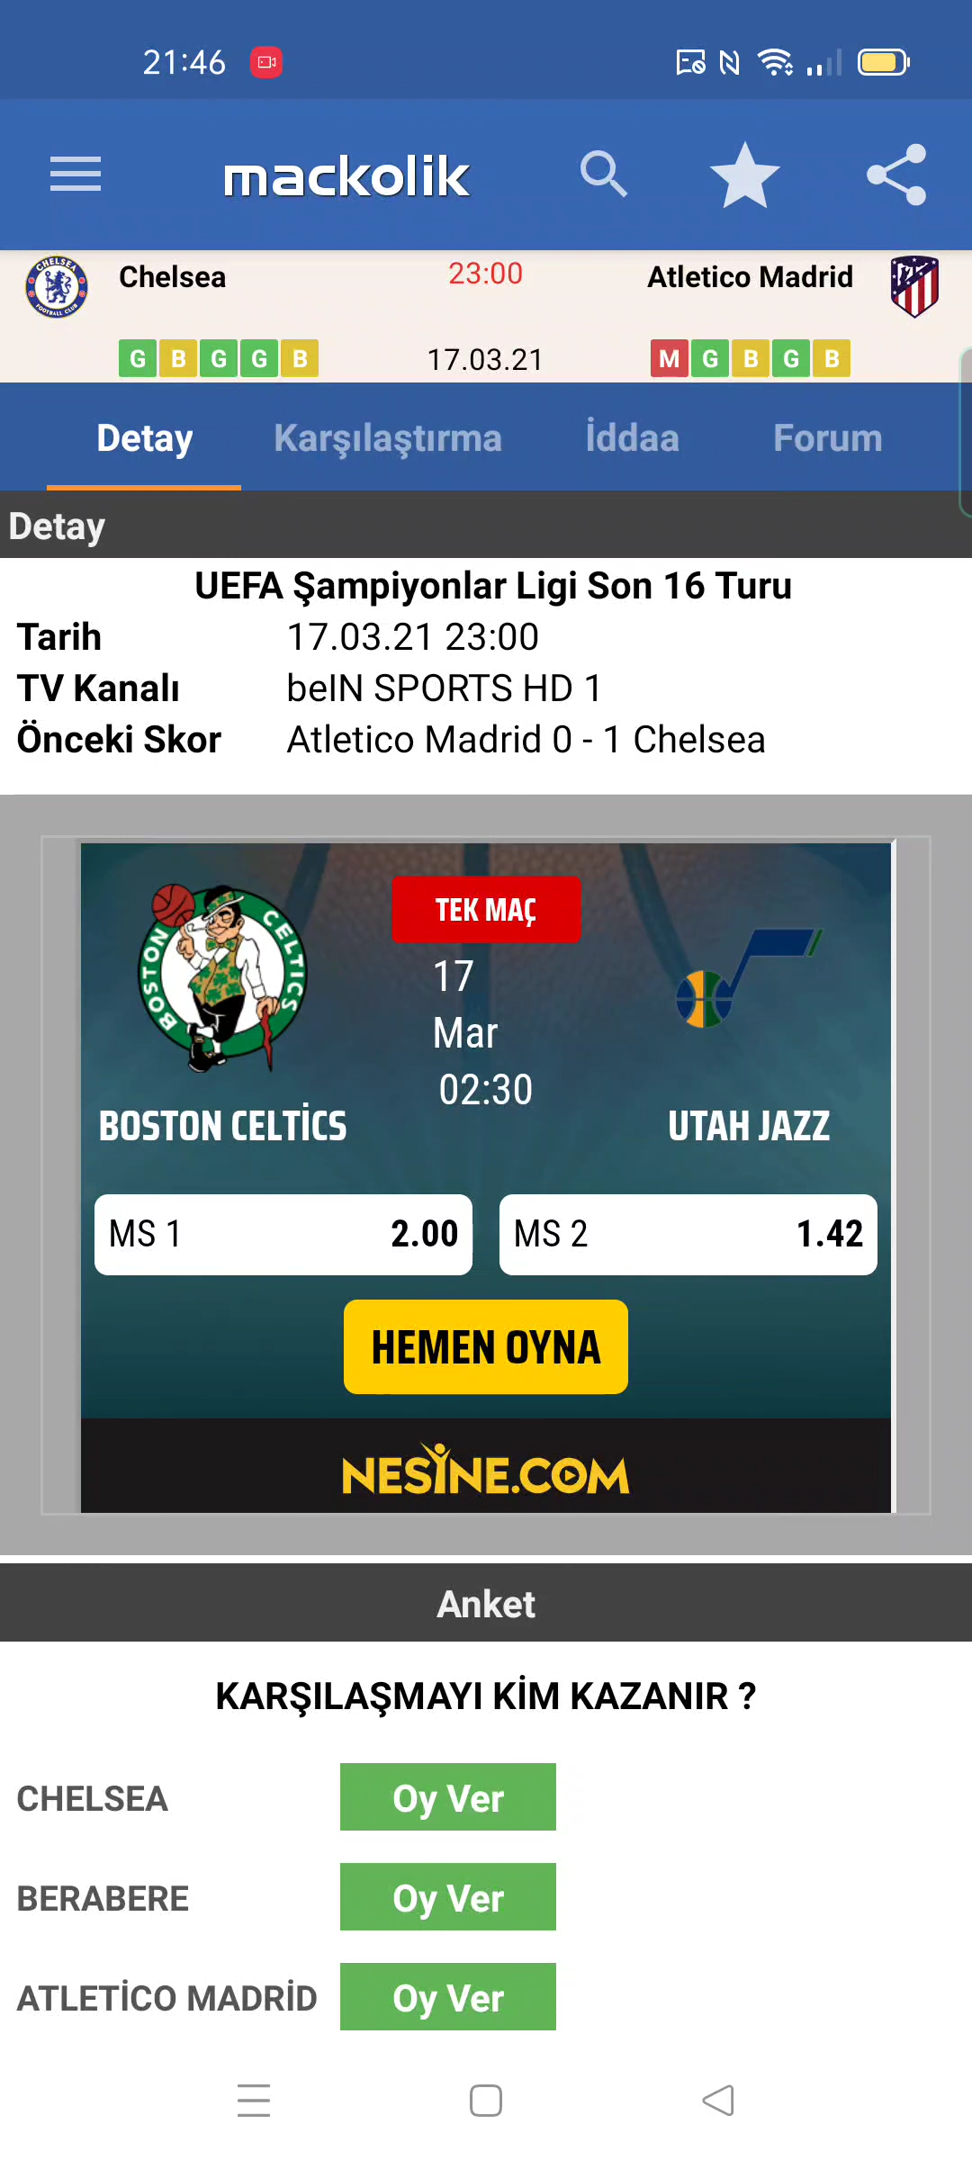 21:46
mackolik
Chelsea 23:00 Atletico Madrid
G B G G B 17.03.21 M G B G B
Detay Karşılaştırma İddaa Forum
Detay
UEFA Şampiyonlar Ligi Son 16 Turu
Tarih 17.03.21 23:00
TV Kanalı beIN SPORTS HD 1
Önceki Skor Atletico Madrid 0 - 1 Chelsea
TEK MAÇ
BOSTON CELTICS
17
Mar
02:30
BOSTON CELTİCS UTAH JAZZ
MS 1 2.00 MS 2 1.42
HEMEN OYNA
NESINE.COM
Anket
KARŞILAŞMAYI KİM KAZANIR ?
CHELSEA Oy Ver
BERABERE Oy Ver
ATLETİCO MADRİD Oy Ver